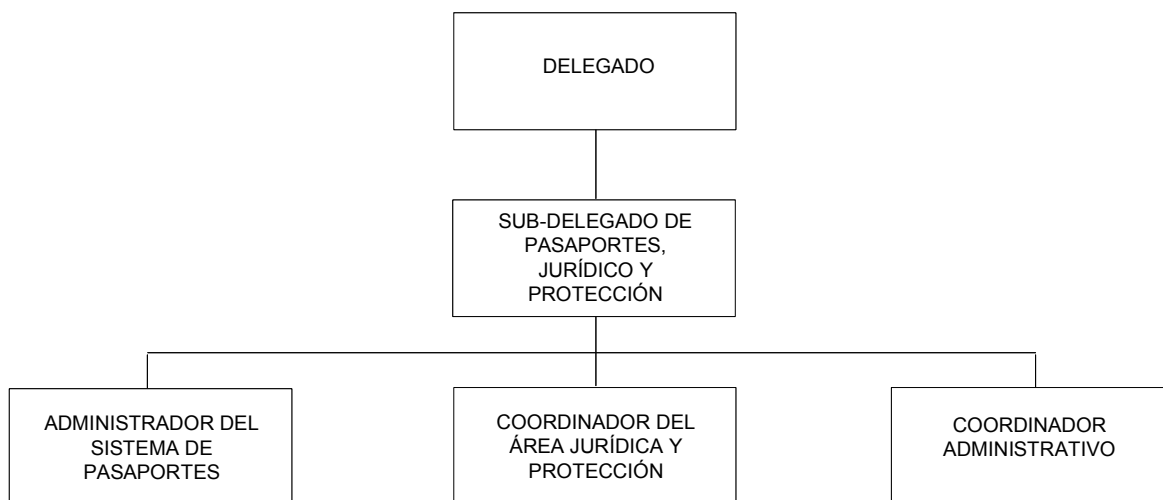 DELEGADO
SUB-DELEGADO DE
PASAPORTES,
JURÍDICO Y
PROTECCIÓN
ADMINISTRADOR DEL
SISTEMA DE
PASAPORTES
COORDINADOR DEL
ÁREA JURÍDICA Y
PROTECCIÓN
COORDINADOR
ADMINISTRATIVO